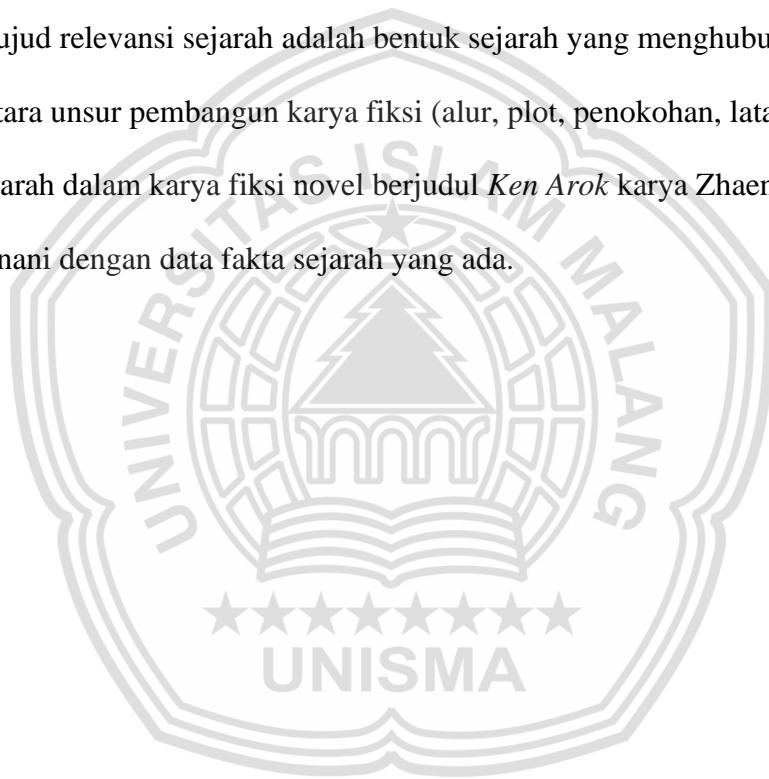 ujud relevansi sejarah adalah bentuk sejarah yang menghubu
tara unsur pembangun karya fiksi (alur, plot, penokohan, lata
arah dalam karya fiksi novel berjudul Ken Arok karya Zhaen
nani dengan data fakta sejarah yang ada.
UNIVERSITAS ISLAM MALANG
UNISMA